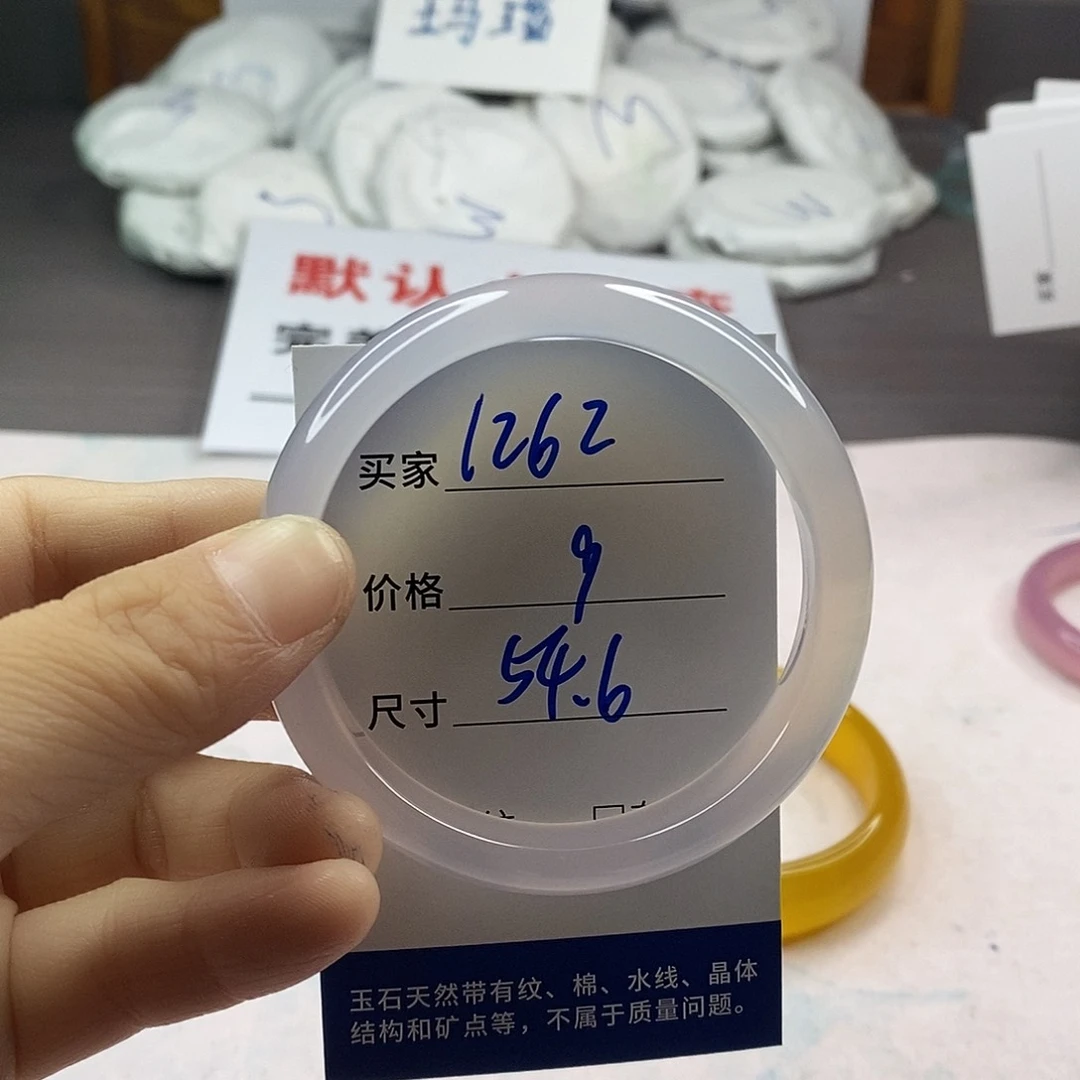 玛瑙
默认
完美
买家 1262
价格 9
尺寸 54.6
玉石天然带有纹、棉、水线、晶体
结构和矿点等，不属于质量问题。